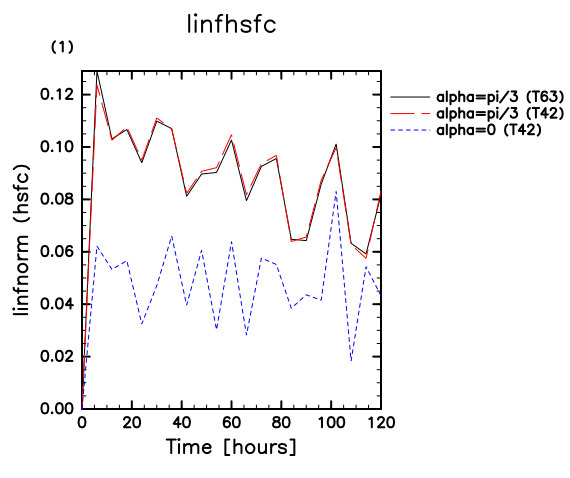 linfhsfc
(1)
alpha=pi/3 (T63)
alpha=pi/3 (T42)
alpha=0 (T42)
linfnorm (hsfc)
0.12
0.10
0.08
0.06
0.04
0.02
0.00
0 20 40 60 80 100 120
Time [hours]